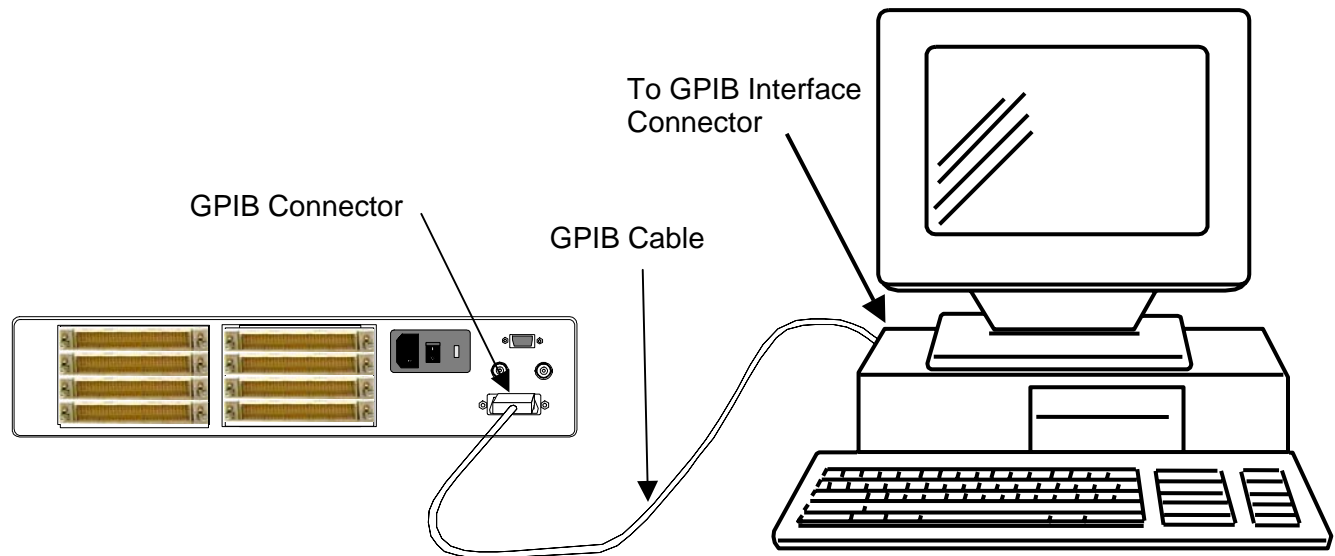 To GPIB Interface
Connector
GPIB Connector
GPIB Cable